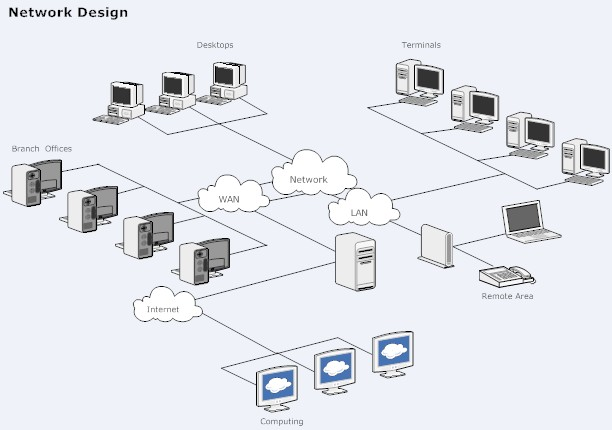 Network Design
Desktops
Terminals
Branch Offices
Network
WAN
LAN
Remote Area
Internet
Computing